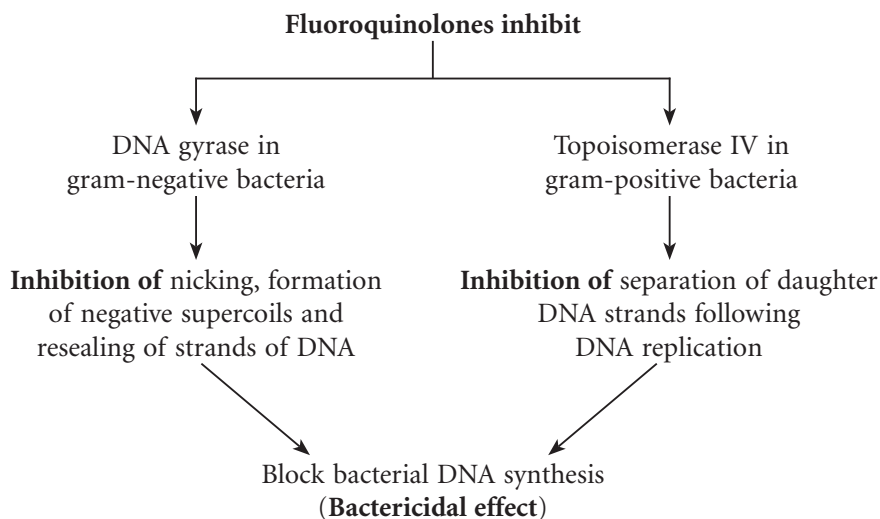 Fluoroquinolones inhibit
DNA gyrase in
gram-negative bacteria
Topoisomerase IV in
gram-positive bacteria
Inhibition of nicking, formation
of negative supercoils and
resealing of strands of DNA
Inhibition of separation of daughter
DNA strands following
DNA replication
Block bacterial DNA synthesis
(Bactericidal effect)